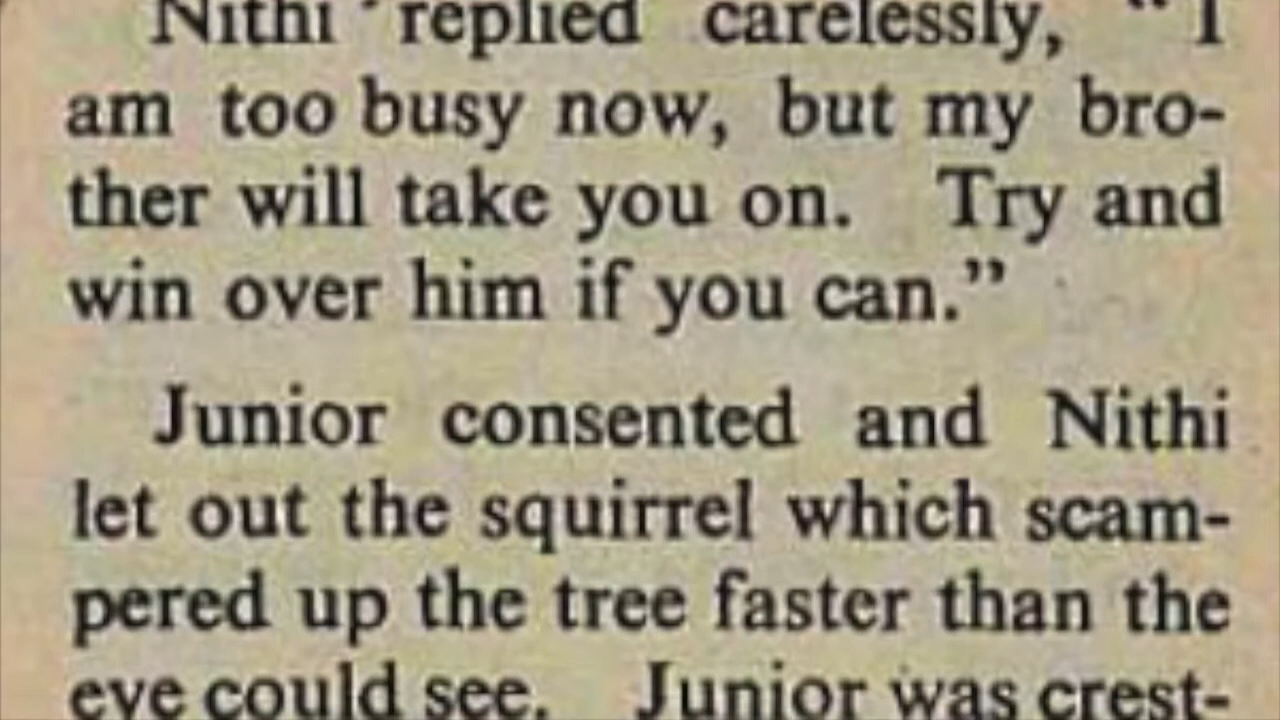 Nithi replied carelessly, "I
am too busy now, but my bro-
ther will take you on. Try and
win over him if you can."
Junior consented and Nithi
let out the squirrel which scam-
pered up the tree faster than the
eye could see. Junior was crest-